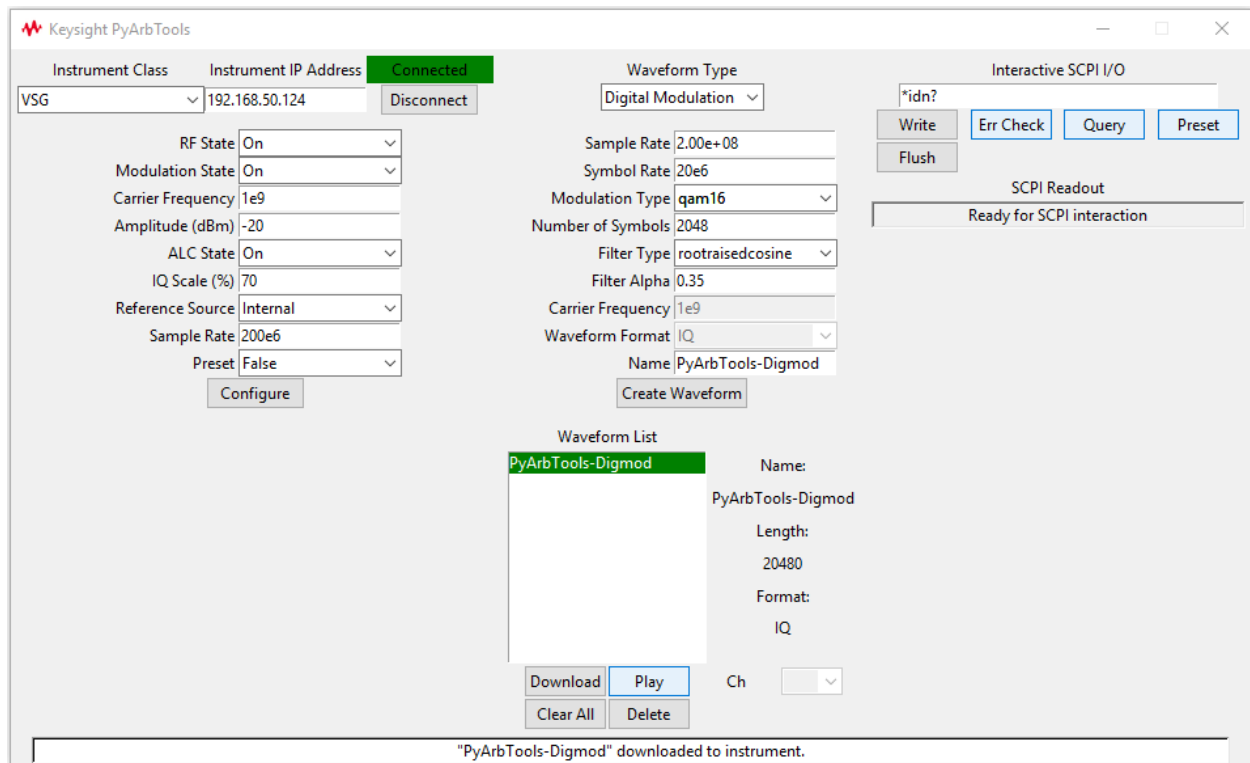 Keysight PyArbTools
Instrument Class Instrument IP Address Connected
VSG 192.168.50.124 Disconnect
RF State On
Modulation State On
Carrier Frequency 1e9
Amplitude (dBm) -20
ALC State On
IQ Scale (%) 70
Reference Source Internal
Sample Rate 200e6
Preset False
Configure
Waveform Type
Digital Modulation
Sample Rate 2.00e+08
Symbol Rate 20e6
Modulation Type qam16
Number of Symbols 2048
Filter Type rootraisedcosine
Filter Alpha 0.35
Carrier Frequency 1e9
Waveform Format IQ
Name PyArbTools-Digmod
Create Waveform
Interactive SCPI I/O
*idn?
Write Err Check Query Preset
Flush
SCPI Readout
Ready for SCPI interaction
Waveform List
PyArbTools-Digmod
Name:
PyArbTools-Digmod
Length:
20480
Format:
IQ
Download Play Ch
Clear All Delete
"PyArbTools-Digmod" downloaded to instrument.